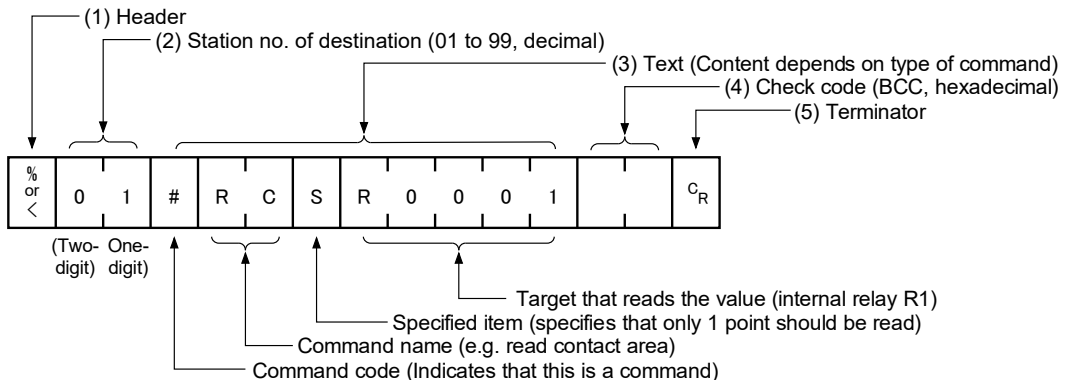 (1) Header
(2) Station no. of destination (01 to 99, decimal)
(3) Text (Content depends on type of command)
(4) Check code (BCC, hexadecimal)
(5) Terminator
%
or
<
0 1 # R C S R 0 0 0 1 CR
(Two- One-
digit) digit)
Target that reads the value (internal relay R1)
Specified item (specifies that only 1 point should be read)
Command name (e.g. read contact area)
Command code (Indicates that this is a command)